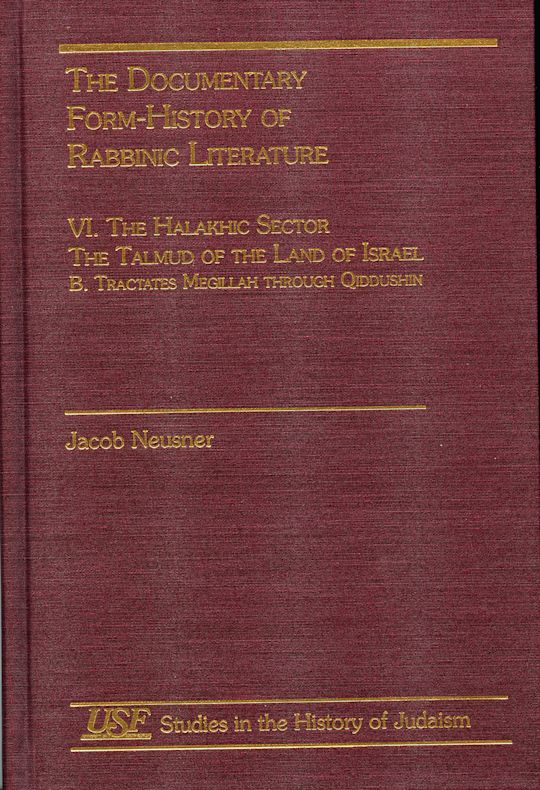 The Documentary
Form-History of
Rabbinic Literature
VI. The Halakhic Sector
The Talmud of the Land of Israel
B. Tractates Megillah through Qiddushin
Jacob Neusner
USF Studies in the History of Judaism